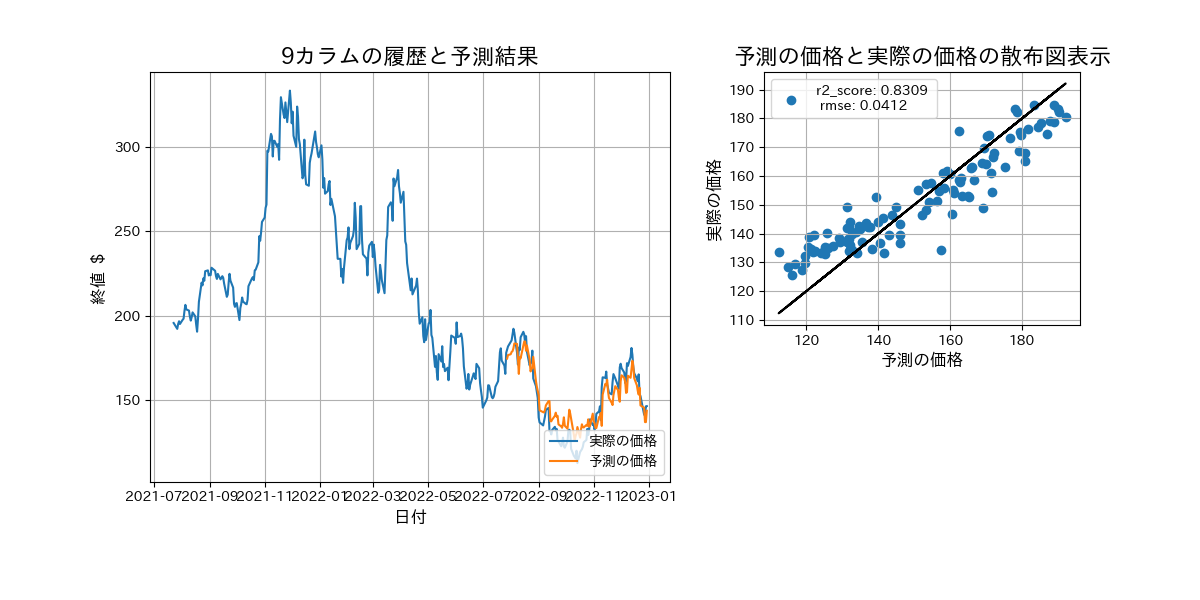 9カラムの履歴と予測結果
終値 $
300
250
200
150
2021-07
2021-09
2021-11
2022-01
2022-03
2022-05
2022-07
2022-09
2022-11
2023-01
日付
実際の価格
予測の価格
予測の価格と実際の価格の散布図表示
r2_score: 0.8309
rmse: 0.0412
実際の価格
190
180
170
160
150
140
130
120
110
120
140
160
180
予測の価格